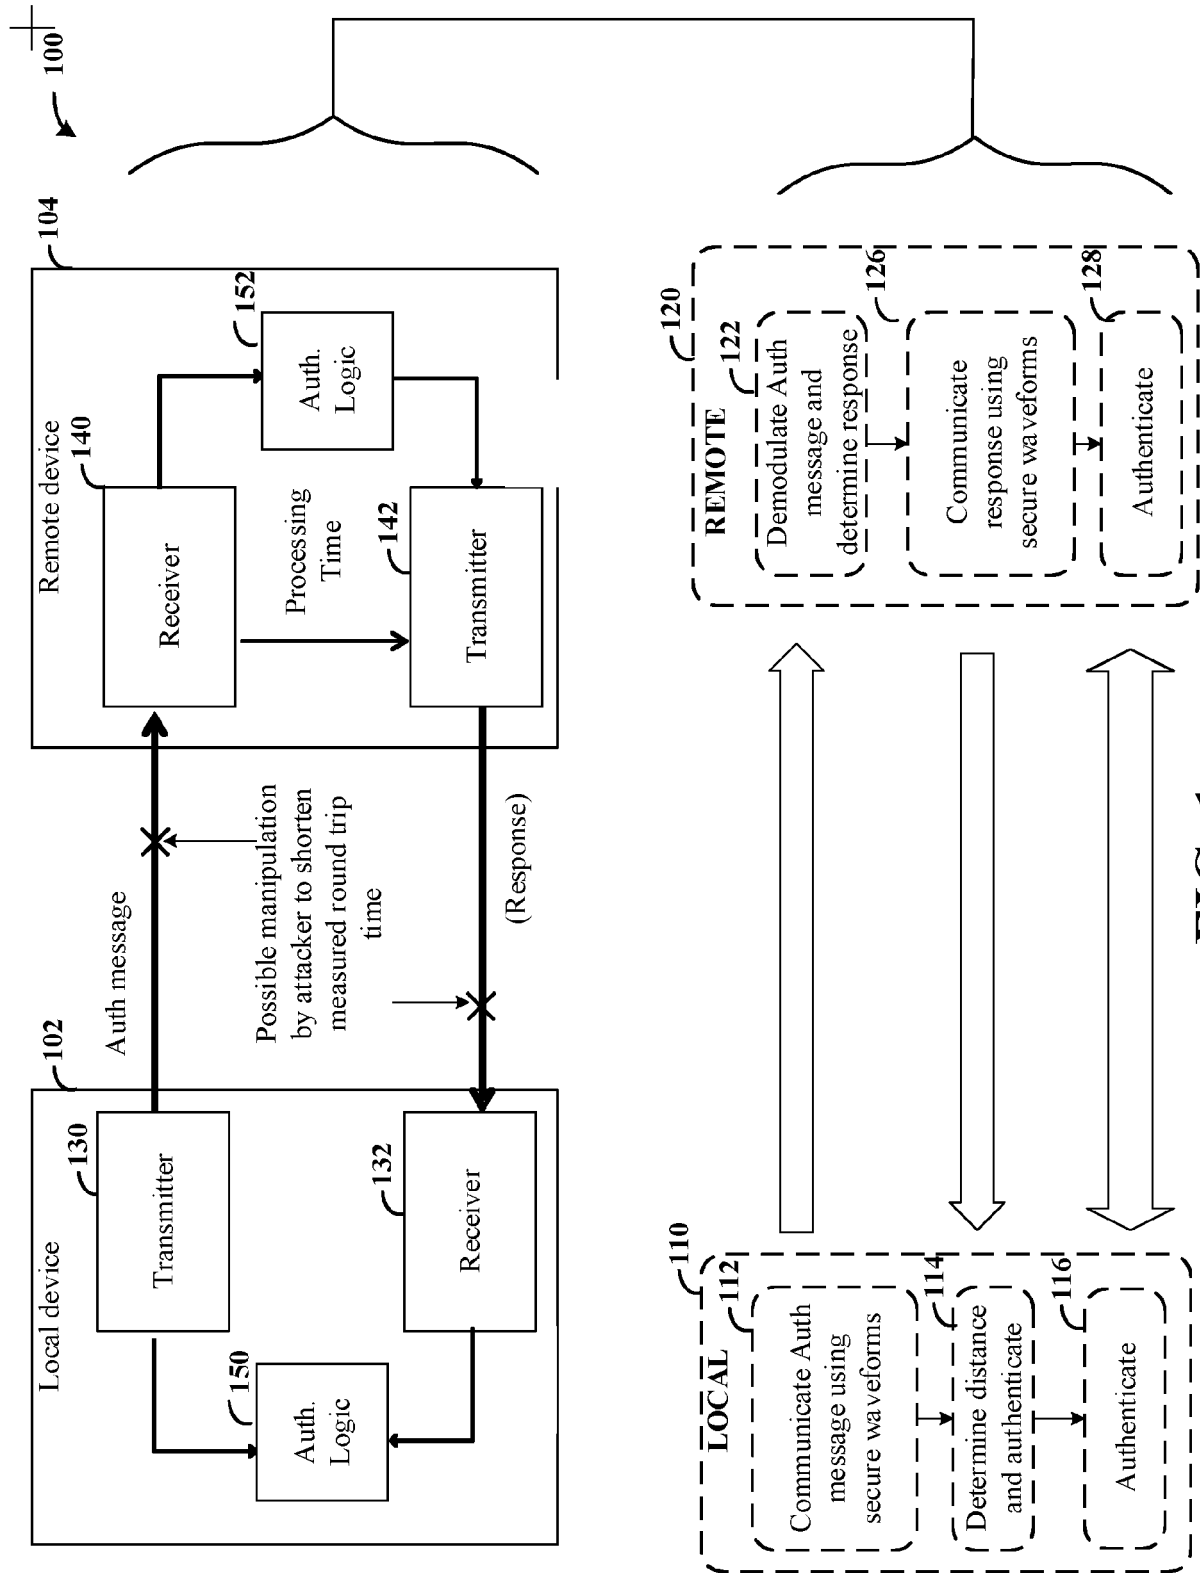 100
Local device
102
Transmitter
130
Auth.
Logic
150
Receiver
132
Auth message
Possible manipulation
by attacker to shorten
measured round trip
time
(Response)
Remote device
104
Receiver
140
Processing
Time
Auth.
Logic
152
Transmitter
142
LOCAL
110
Communicate Auth
message using
secure waveforms
112
Determine distance
and authenticate
114
Authenticate
116
REMOTE
120
Demodulate Auth
message and
determine response
122
Communicate
response using
secure waveforms
126
Authenticate
128